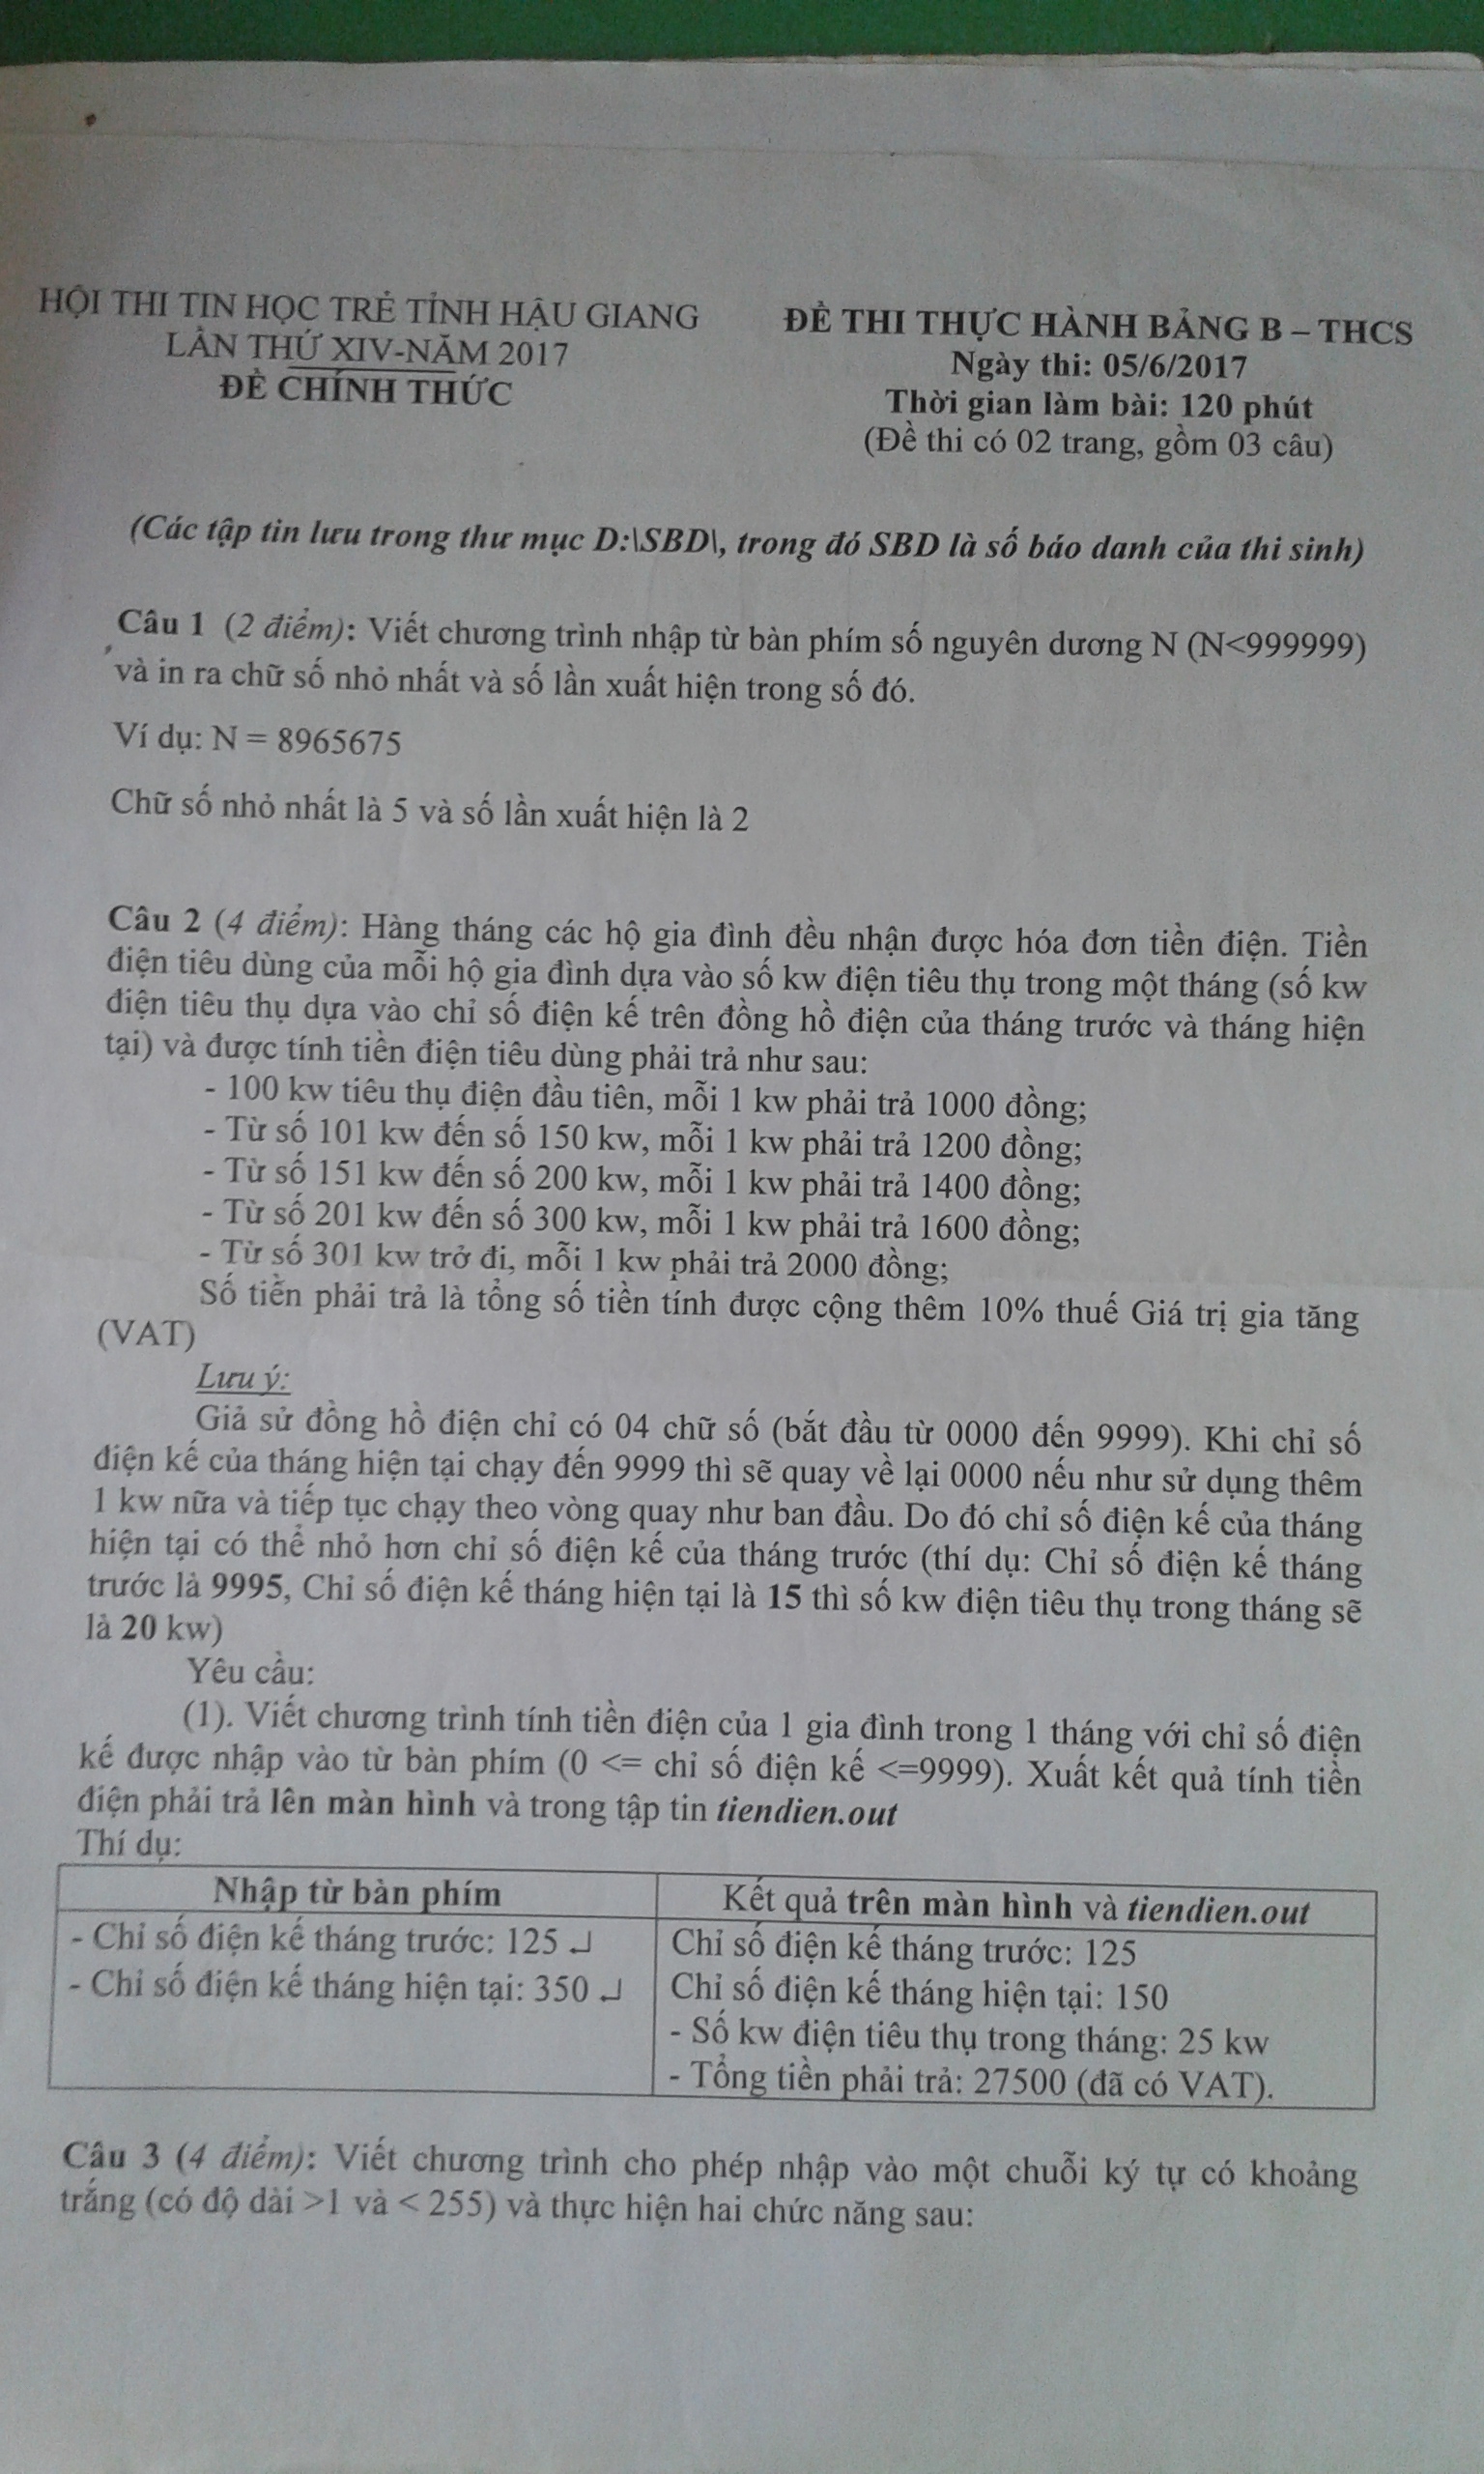 HỘI THI TIN HỌC TRẺ TỈNH HẬU GIANG
LẦN THỨ XIV-NĂM 2017
ĐỀ CHÍNH THỨC
ĐỀ THI THỰC HÀNH BẢNG B – THCS
Ngày thi: 05/6/2017
Thời gian làm bài: 120 phút
(Đề thi có 02 trang, gồm 03 câu)
(Các tập tin lưu trong thư mục D:\SBD\, trong đó SBD là số báo danh của thi sinh)
Câu 1 (2 điểm): Viết chương trình nhập từ bàn phím số nguyên dương N (N<999999)
và in ra chữ số nhỏ nhất và số lần xuất hiện trong số đó.
Ví dụ: N = 8965675
Chữ số nhỏ nhất là 5 và số lần xuất hiện là 2
Câu 2 (4 điểm): Hàng tháng các hộ gia đình đều nhận được hóa đơn tiền điện. Tiền
điện tiêu dùng của mỗi hộ gia đình dựa vào số kw điện tiêu thụ trong một tháng (số kw
điện tiêu thụ dựa vào chỉ số điện kế trên đồng hồ điện của tháng trước và tháng hiện
tại) và được tính tiền điện tiêu dùng phải trả như sau:
- 100 kw tiêu thụ điện đầu tiên, mỗi 1 kw phải trả 1000 đồng;
- Từ số 101 kw đến số 150 kw, mỗi 1 kw phải trả 1200 đồng;
- Từ số 151 kw đến số 200 kw, mỗi 1 kw phải trả 1400 đồng;
- Từ số 201 kw đến số 300 kw, mỗi 1 kw phải trả 1600 đồng;
- Từ số 301 kw trở đi, mỗi 1 kw phải trả 2000 đồng;
Số tiền phải trả là tổng số tiền tính được cộng thêm 10% thuế Giá trị gia tăng
(VAT)
Lưu ý:
Giả sử đồng hồ điện chỉ có 04 chữ số (bắt đầu từ 0000 đến 9999). Khi chỉ số
điện kế của tháng hiện tại chạy đến 9999 thì sẽ quay về lại 0000 nếu như sử dụng thêm
1 kw nữa và tiếp tục chạy theo vòng quay như ban đầu. Do đó chỉ số điện kế của tháng
hiện tại có thể nhỏ hơn chỉ số điện kế của tháng trước (thí dụ: Chỉ số điện kế tháng
trước là 9995, Chỉ số điện kế tháng hiện tại là 15 thì số kw điện tiêu thụ trong tháng sẽ
là 20 kw)
Yêu cầu:
(1). Viết chương trình tính tiền điện của 1 gia đình trong 1 tháng với chỉ số điện
kế được nhập vào từ bàn phím (0 <= chỉ số điện kế <=9999). Xuất kết quả tính tiền
điện phải trả lên màn hình và trong tập tin tiendien.out
Thí dụ:
Nhập từ bàn phím
- Chỉ số điện kế tháng trước: 125 ↵
- Chỉ số điện kế tháng hiện tại: 350 ↵
Kết quả trên màn hình và tiendien.out
Chỉ số điện kế tháng trước: 125
Chỉ số điện kế tháng hiện tại: 150
- Số kw điện tiêu thụ trong tháng: 25 kw
- Tổng tiền phải trả: 27500 (đã có VAT).
Câu 3 (4 điểm): Viết chương trình cho phép nhập vào một chuỗi ký tự có khoảng
trắng (có độ dài >1 và < 255) và thực hiện hai chức năng sau: